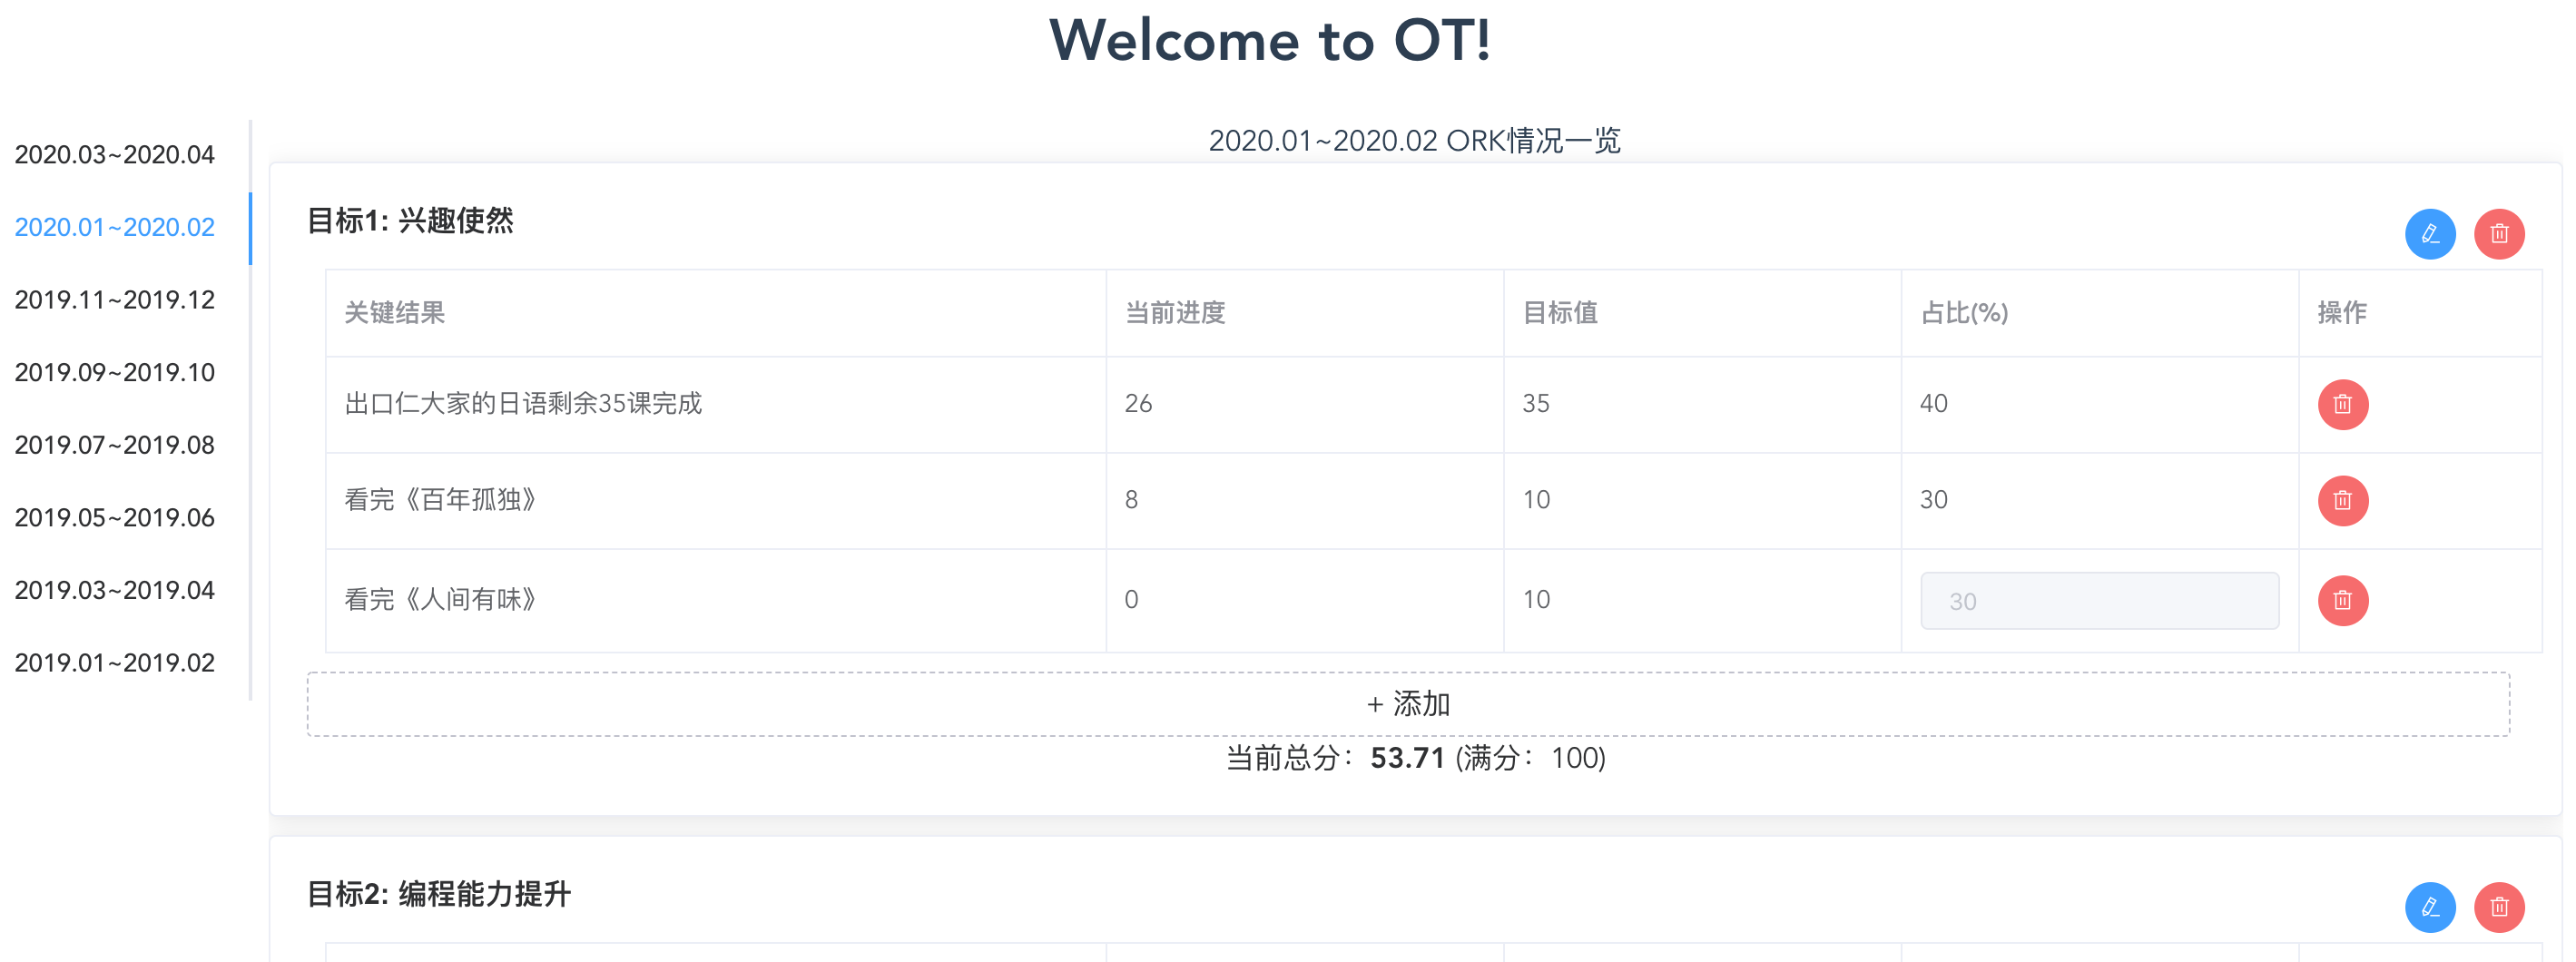 Welcome to OT!
2020.03~2020.04
2020.01~2020.02
2019.11~2019.12
2019.09~2019.10
2019.07~2019.08
2019.05~2019.06
2019.03~2019.04
2019.01~2019.02
2020.01~2020.02 ORK情况一览
目标1: 兴趣使然
关键结果 当前进度 目标值 占比(%) 操作
出口仁大家的日语剩余35课完成 26 35 40
看完《百年孤独》 8 10 30
看完《人间有味》 0 10 30
+ 添加
当前总分：53.71 (满分：100)
目标2: 编程能力提升